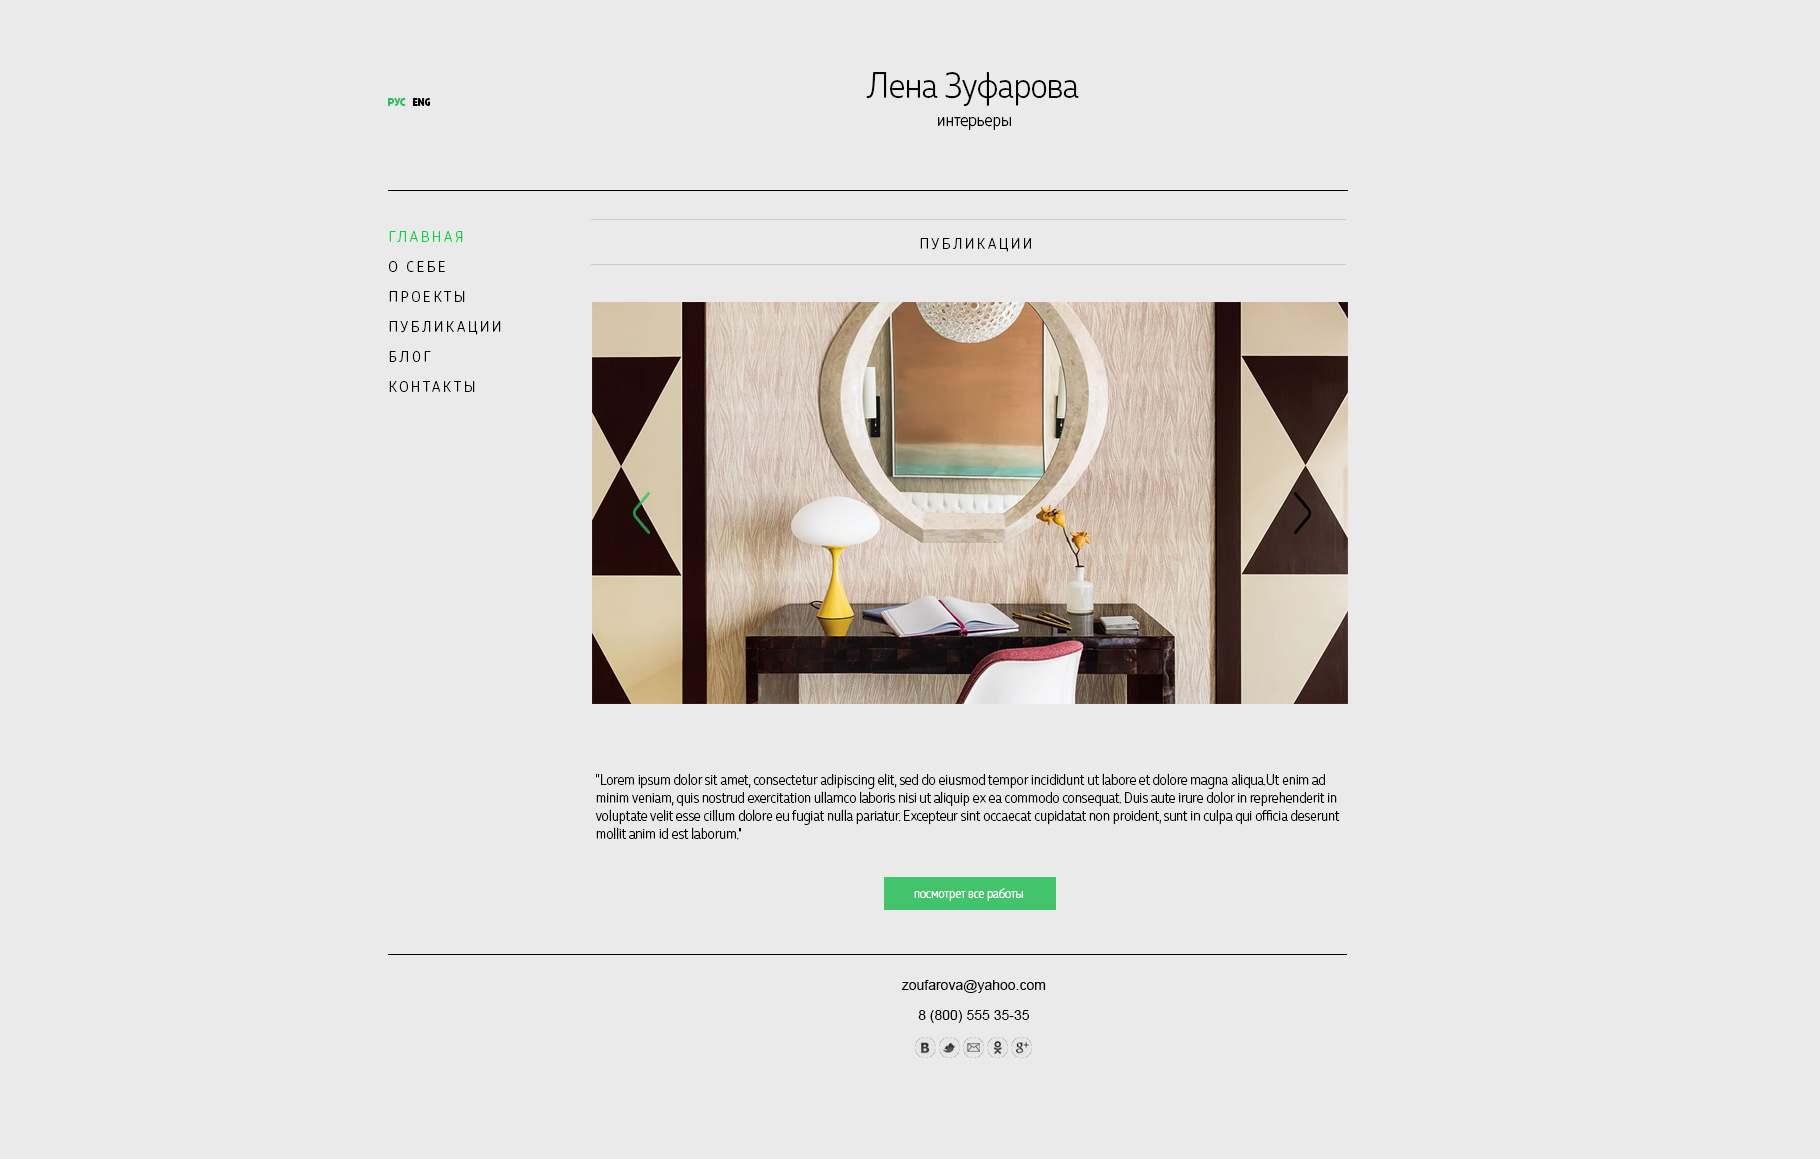 Лена Зуфарова
РУС ENG
интерьеры
ГЛАВНАЯ
О СЕБЕ
ПРОЕКТЫ
ПУБЛИКАЦИИ
БЛОГ
КОНТАКТЫ
ПУБЛИКАЦИИ
"Lorem ipsum dolor sit amet, consectetur adipiscing elit, sed do eiusmod tempor incididunt ut labore et dolore magna aliqua.Ut enim ad
minim veniam, quis nostrud exercitation ullamco laboris nisi ut aliquip ex ea commodo consequat. Duis aute irure dolor in reprehenderit in
voluptate velit esse cillum dolore eu fugiat nulla pariatur. Excepteur sint occaecat cupidatat non proident, sunt in culpa qui officia deserunt
mollit anim id est laborum."
посмотрет все работы
zoufarova@yahoo.com
8 (800) 555 35-35
B g+